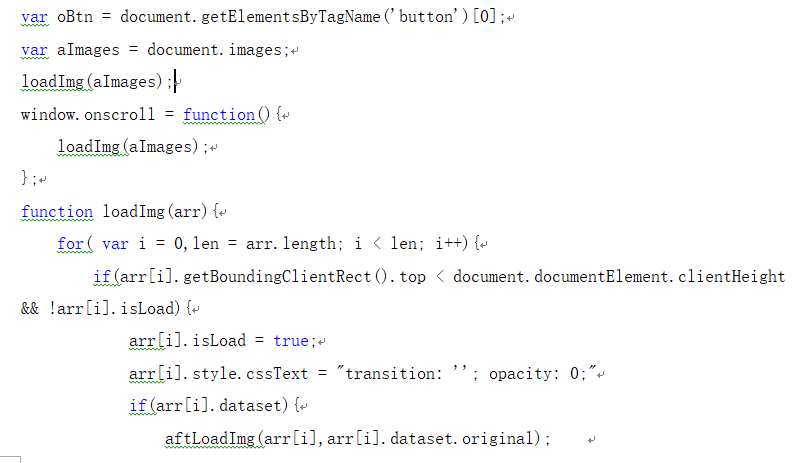 var oBtn = document.getElementsByTagName('button')[0];
var aImages = document.images;
loadImg(aImages);
window.onscroll = function(){
loadImg(aImages);
};
function loadImg(arr){
for( var i = 0,len = arr.length; i < len; i++){
if(arr[i].getBoundingClientRect().top < document.documentElement.clientHeight
&& !arr[i].isLoad){
arr[i].isLoad = true;
arr[i].style.cssText = "transition: ''; opacity: 0;"
if(arr[i].dataset){
aftLoadImg(arr[i],arr[i].dataset.original);